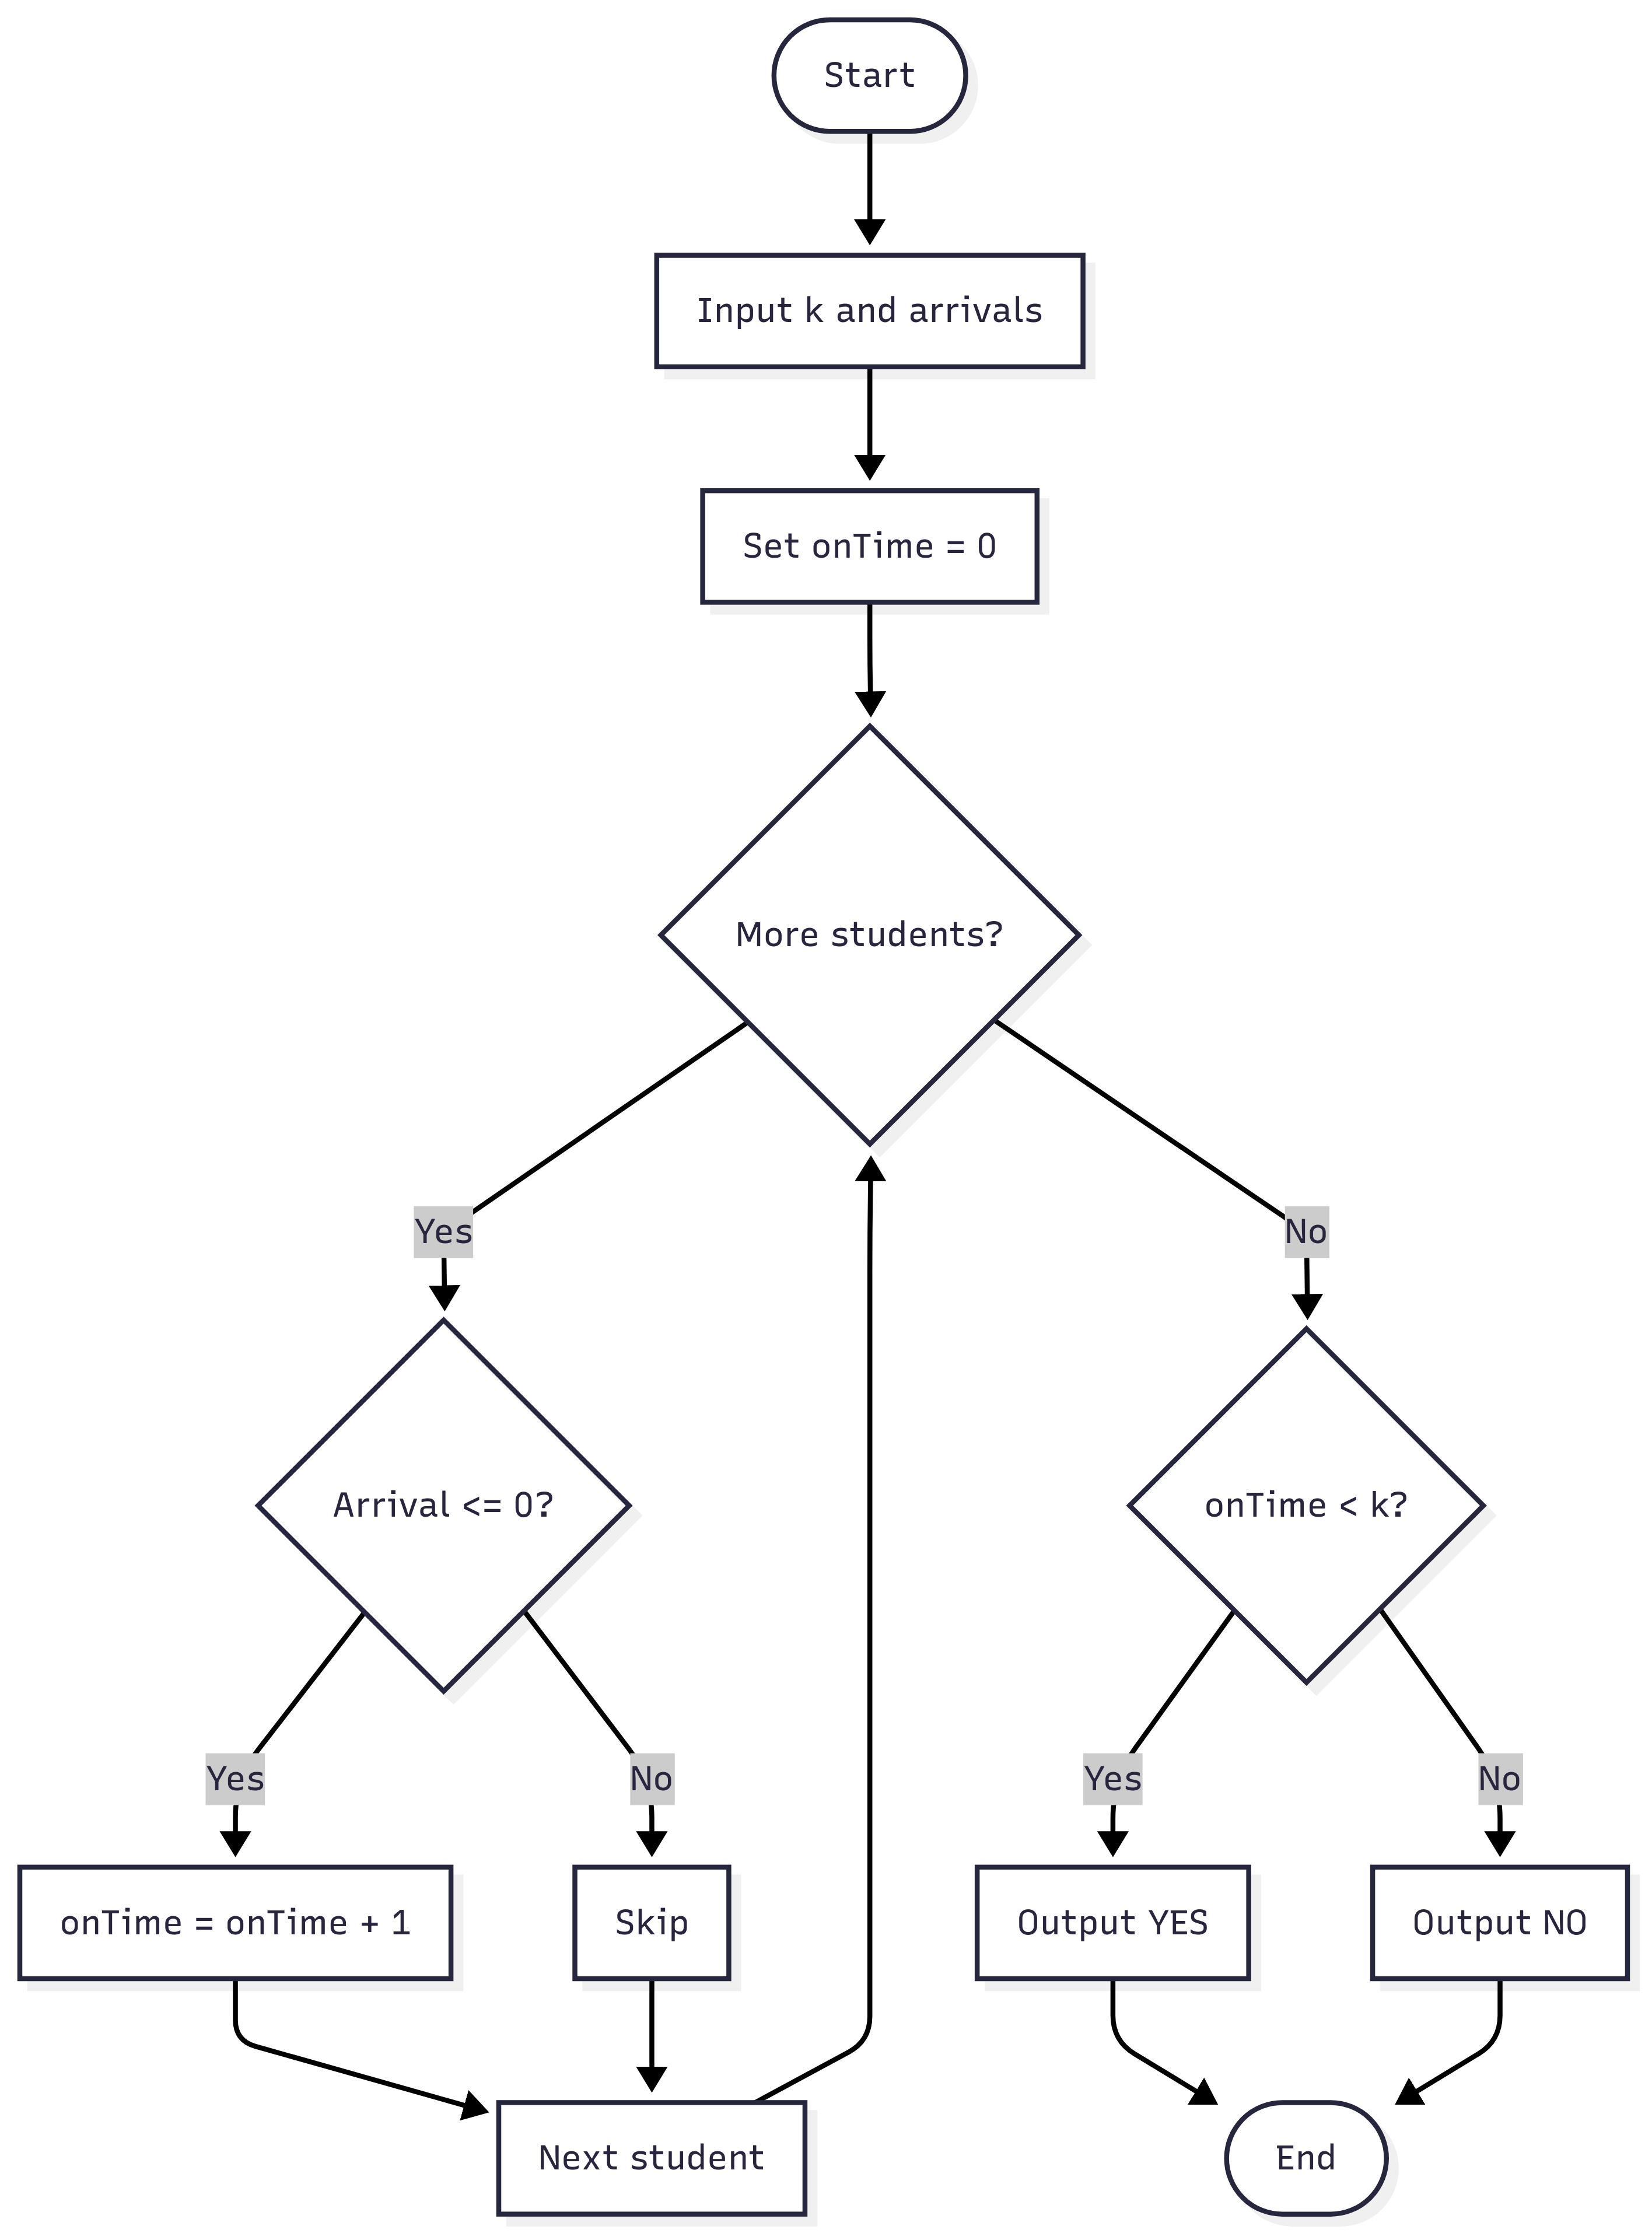 Start
Input k and arrivals
Set onTime = 0
More students?
Yes
No
Arrival <= 0?
onTime < k?
Yes
No
Yes
No
onTime = onTime + 1
Skip
Output YES
Output NO
Next student
End